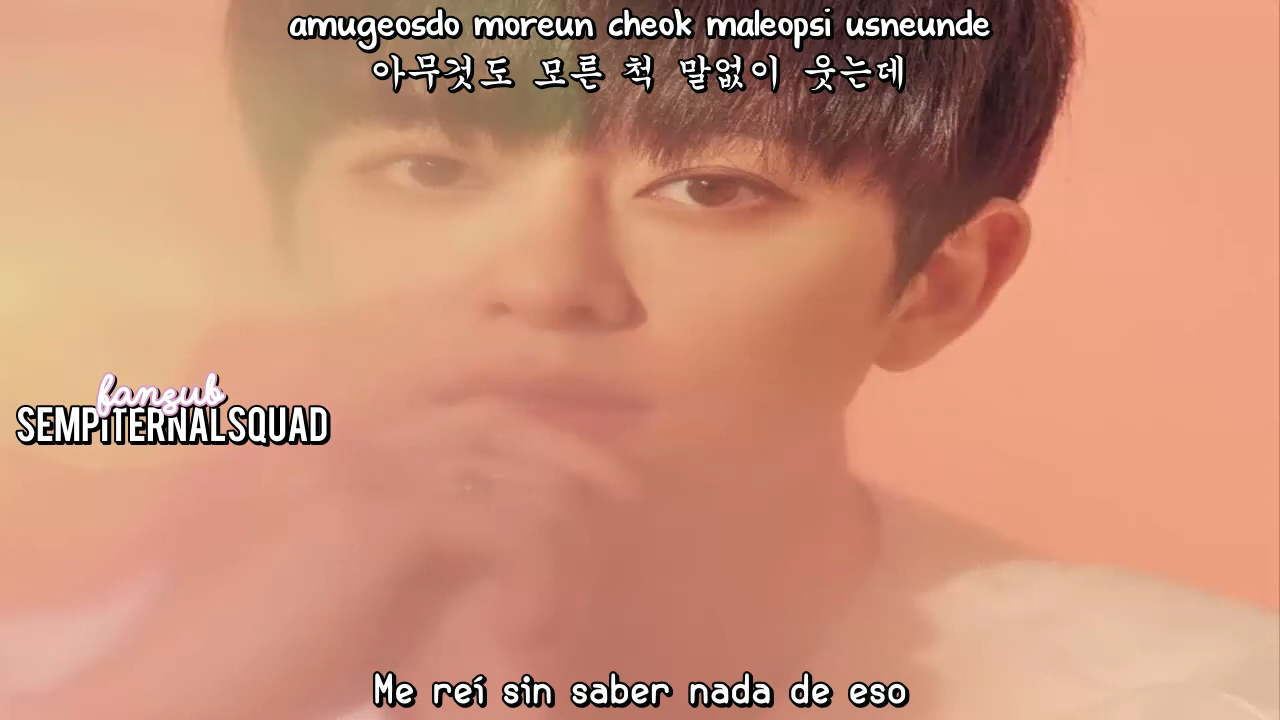 amugeosdo moreun cheok maleopsi usneunde
아무것도 모른 척 말없이 웃는데
fansub
SEMPITERNALSQUAD
Me reí sin saber nada de eso